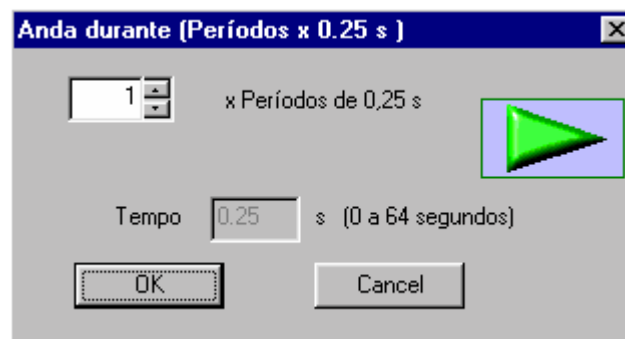 Anda durante (Períodos x 0.25 s )
1 x Períodos de 0,25 s
Tempo 0.25 s (0 a 64 segundos)
OK Cancel